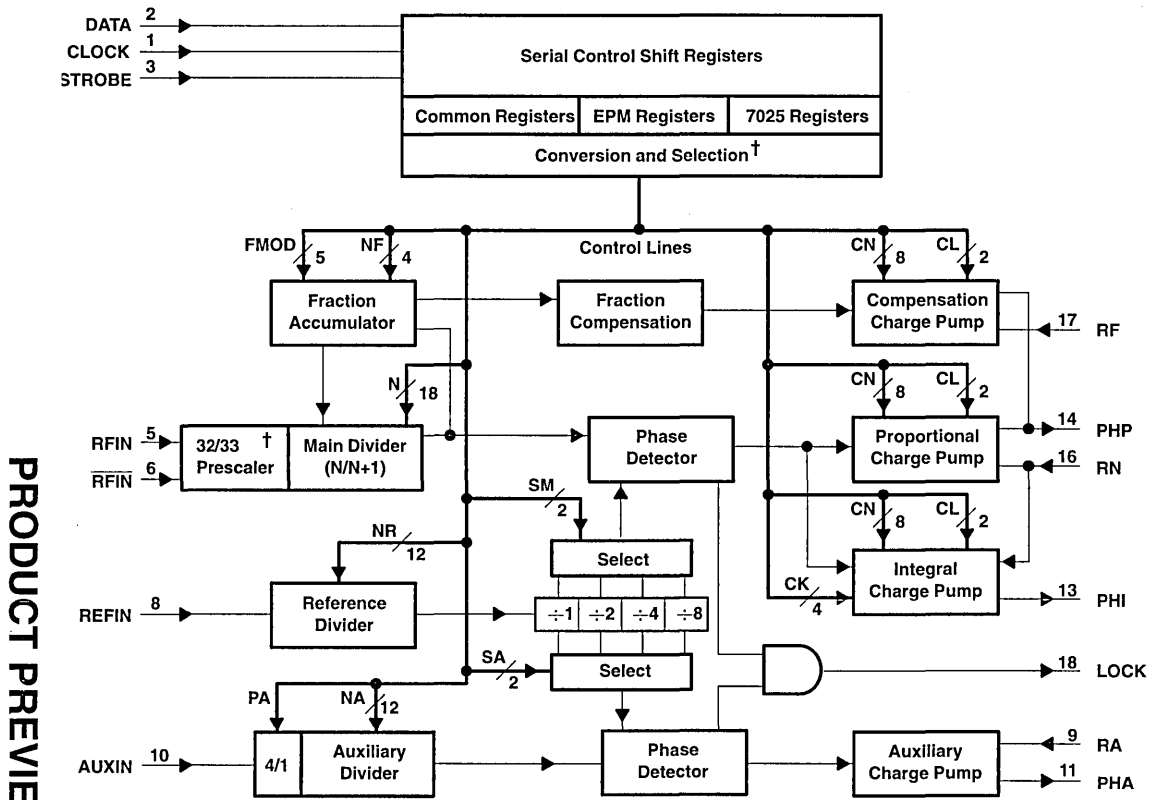 DATA 2
CLOCK 1
STROBE 3
Serial Control Shift Registers
Common Registers EPM Registers 7025 Registers
Conversion and Selection†
Control Lines
FMOD 5
NF 4
CN 8
CL 2
Fraction
Accumulator
Fraction
Compensation
Compensation
Charge Pump
17 RF
N 18
CN 8
CL 2
RFIN 5
RFIN 6
32/33 †
Prescaler
Main Divider
(N/N+1)
Phase
Detector
Proportional
Charge Pump
14 PHP
16 RN
SM 2
CN 8
CL 2
NR 12
Select
Integral
Charge Pump
CK 4
13 PHI
REFIN 8
Reference
Divider
÷1 ÷2 ÷4 ÷8
SA 2
Select
18 LOCK
PA
NA 12
AUXIN 10
4/1
Auxiliary
Divider
Phase
Detector
Auxiliary
Charge Pump
9 RA
11 PHA
PRODUCT PREVIE